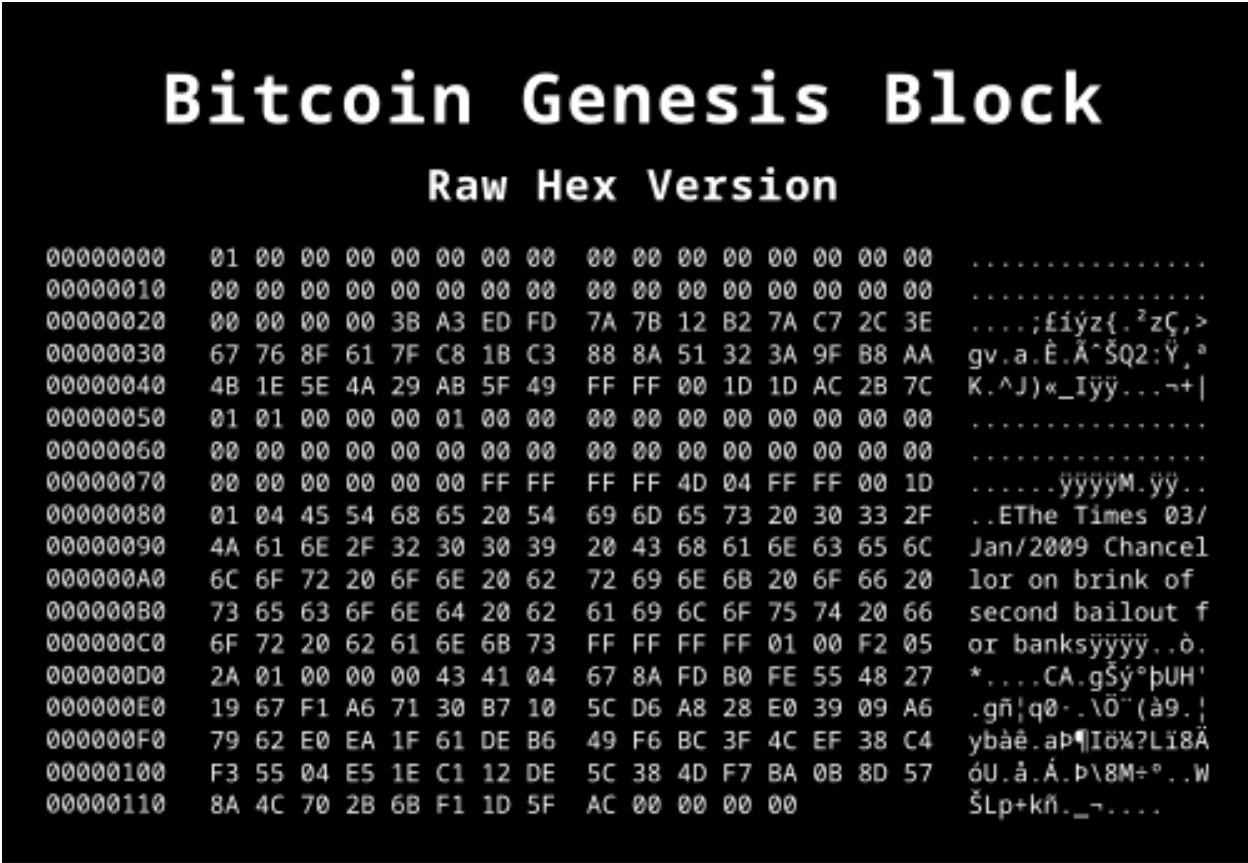 Bitcoin Genesis Block
Raw Hex Version
00000000 01 00 00 00 00 00 00 00 00 00 00 00 00 00 00 00 ................
00000010 00 00 00 00 00 00 00 00 00 00 00 00 00 00 00 00 ................
00000020 00 00 00 00 3B A3 ED FD 7A 7B 12 B2 7A C7 2C 3E ....;£íýz{.²zÇ,>
00000030 67 76 8F 61 7F C8 1B C3 88 8A 51 32 3A 9F B8 AA gv.a.È.ÃˆŠQ2:Ÿ¸ª
00000040 4B 1E 5E 4A 29 AB 5F 49 FF FF 00 1D 1D AC 2B 7C K.^J)«_Iÿÿ...¬+|
00000050 01 01 00 00 00 01 00 00 00 00 00 00 00 00 00 00 ................
00000060 00 00 00 00 00 00 00 00 00 00 00 00 00 00 00 00 ................
00000070 00 00 00 00 00 00 FF FF FF FF 4D 04 FF FF 00 1D ......ÿÿÿÿM.ÿÿ..
00000080 01 04 45 54 68 65 20 54 69 6D 65 73 20 30 33 2F ..EThe Times 03/
00000090 4A 61 6E 2F 32 30 30 39 20 43 68 61 6E 63 65 6C Jan/2009 Chancel
000000A0 6C 6F 72 20 6F 6E 20 62 72 69 6E 6B 20 6F 66 20 lor on brink of
000000B0 73 65 63 6F 6E 64 20 62 61 69 6C 6F 75 74 20 66 second bailout f
000000C0 6F 72 20 62 61 6E 6B 73 FF FF FF FF 01 00 F2 05 or banksÿÿÿÿ..ò.
000000D0 2A 01 00 00 00 43 41 04 67 8A FD B0 FE 55 48 27 *....CA.gŠý°þUH'
000000E0 19 67 F1 A6 71 30 B7 10 5C D6 A8 28 E0 39 09 A6 .gñ¦q0·.\Ö¨(à9.¦
000000F0 79 62 E0 EA 1F 61 DE B6 49 F6 BC 3F 4C EF 38 C4 ybàê.aÞ¶Iö¼?Lï8Ä
00000100 F3 55 04 E5 1E C1 12 DE 5C 38 4D F7 BA 0B 8D 57 óU.å.Á.Þ\8M÷º..W
00000110 8A 4C 70 2B 6B F1 1D 5F AC 00 00 00 00 ŠLp+kñ._¬....